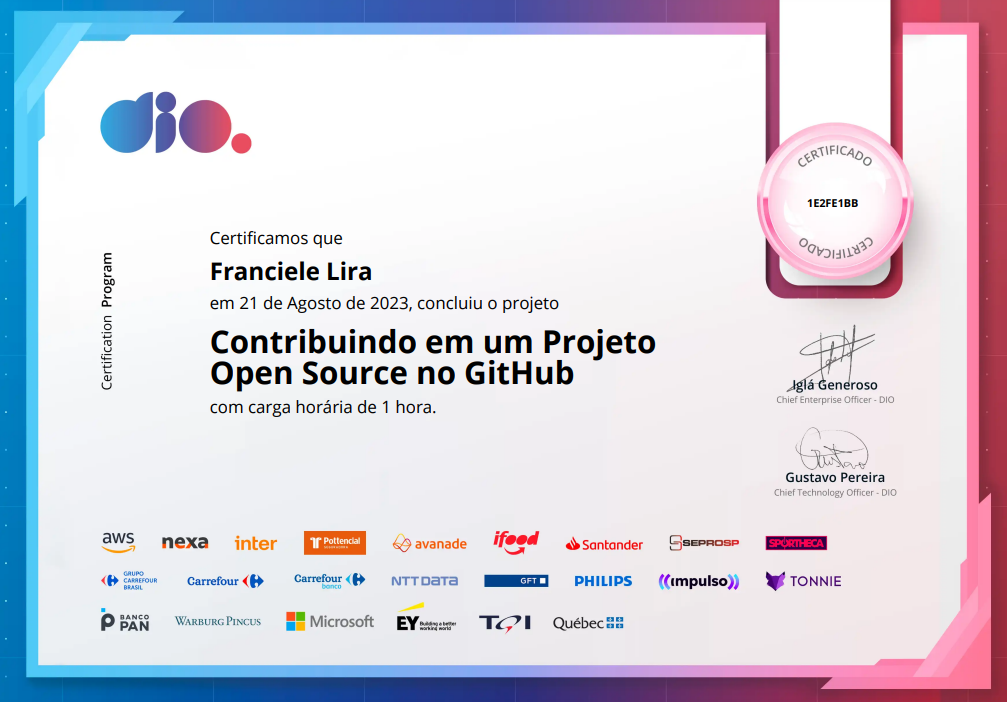 dio.
CERTIFICADO
1E2FE1BB
CERTIFICADO
Certification Program
Certificamos que
Franciele Lira
em 21 de Agosto de 2023, concluiu o projeto
Contribuindo em um Projeto
Open Source no GitHub
com carga horária de 1 hora.
Iglá Generoso
Chief Enterprise Officer - DIO
Gustavo Pereira
Chief Technology Officer - DIO
aws nexa inter Pottencial avanade ifood Santander SEPROSP SPORTHECA
GRUPO CARREFOUR BRASIL Carrefour Carrefour banco NTT DATA GFT PHILIPS impulso TONNIE
BANCO PAN WARBURG PINCUS Microsoft EY Building a better working world TQI Québec